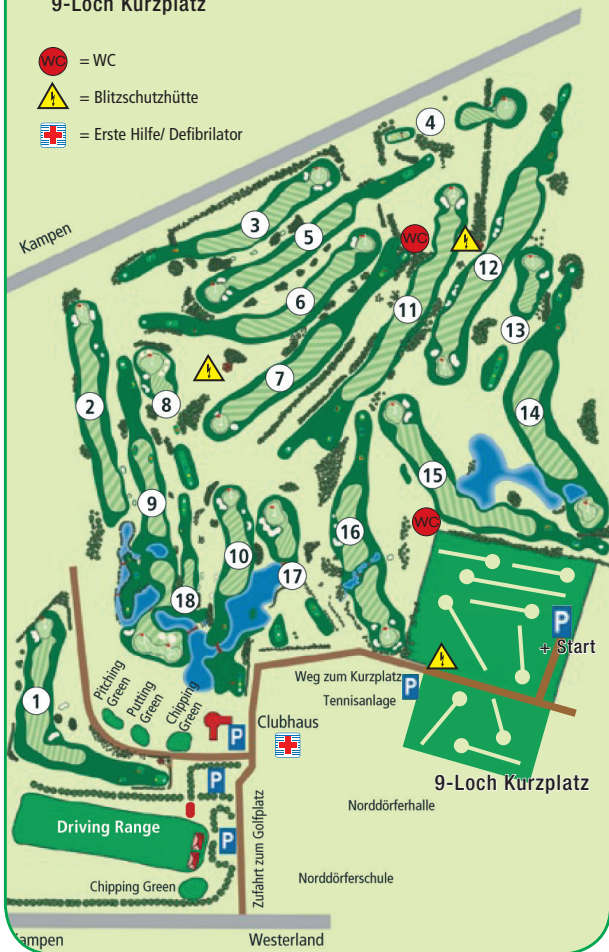 9-Loch Kurzplatz
WC = WC
= Blitzschutzhütte
= Erste Hilfe/ Defibrilator
4
3
Kampen
5
WC
12
6
11
13
7
2
8
14
15
9
WC
16
10
17
18
P
+ Start
1
Pitching
Green
Putting
Green
Chipping
Green
Weg zum Kurzplatz
P
Tennisanlage
P
Clubhaus
P
9-Loch Kurzplatz
Norddörferhalle
Driving Range
P
Zufahrt zum Golfplatz
Norddörferschule
Chipping Green
Kampen
Westerland